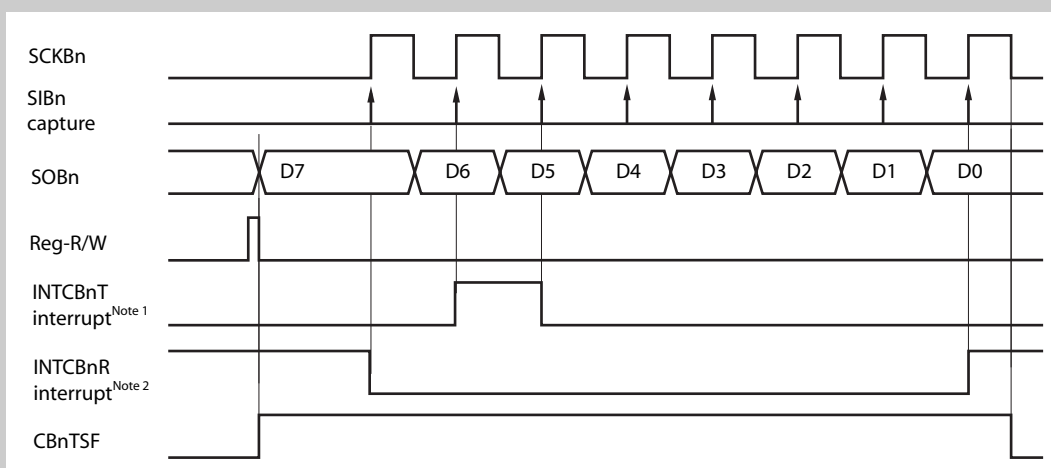 SCKBn
SIBn
capture
SOBn
D7 D6 D5 D4 D3 D2 D1 D0
Reg-R/W
INTCBnT
interruptNote 1
INTCBnR
interruptNote 2
CBnTSF